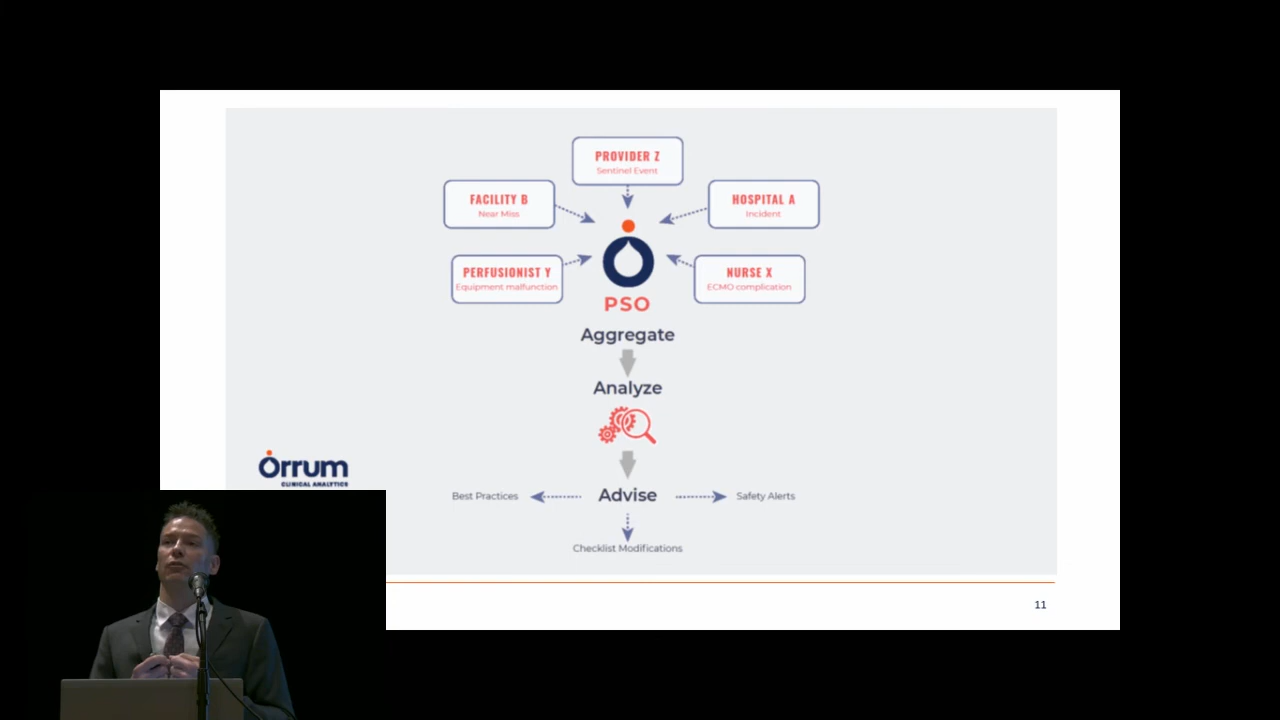 PROVIDER Z
Sentinel Event
FACILITY B
Near Miss
HOSPITAL A
Incident
PERFUSIONIST Y
Equipment malfunction
NURSE X
ECMO complication
PSO
Aggregate
Analyze
Orrum
CLINICAL ANALYTICS
Best Practices
Advise
Safety Alerts
Checklist Modifications
11